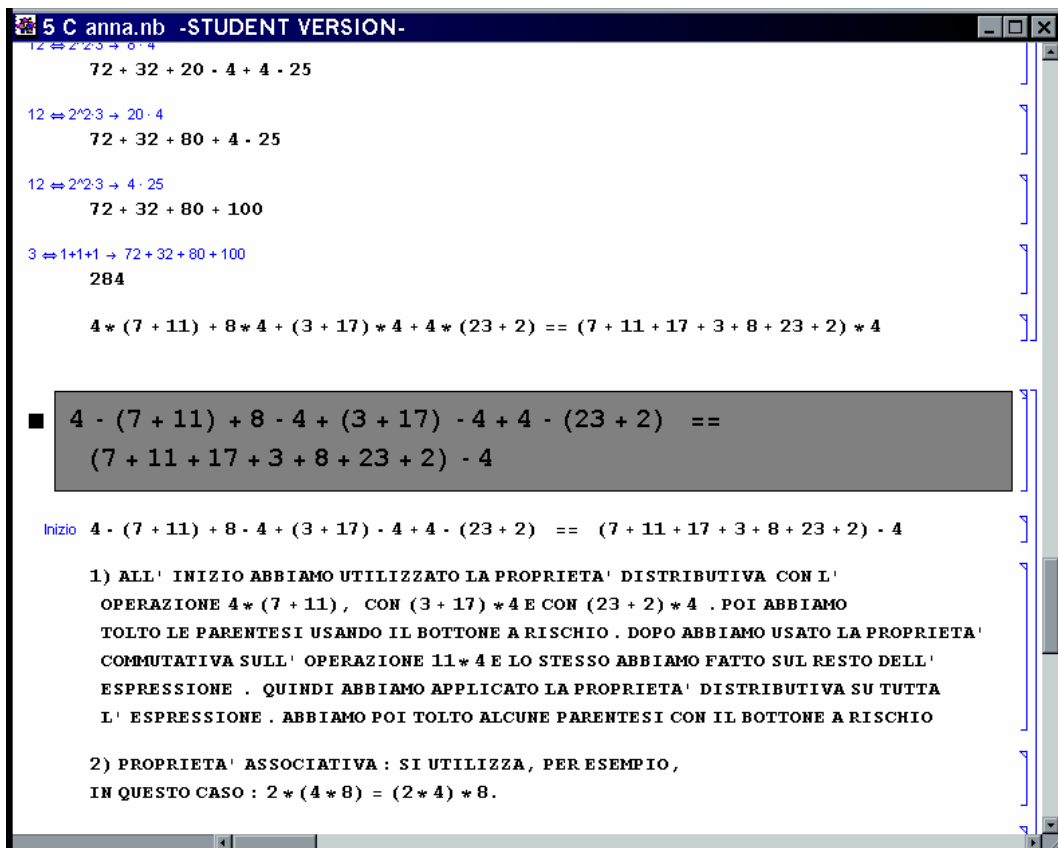 5 C anna.nb -STUDENT VERSION-
12 ⇔ 2^2·3 → 8 · 4
72 + 32 + 20 · 4 + 4 · 25
12 ⇔ 2^2·3 → 20 · 4
72 + 32 + 80 + 4 · 25
12 ⇔ 2^2·3 → 4 · 25
72 + 32 + 80 + 100
3 ⇔ 1+1+1 → 72 + 32 + 80 + 100
284
4 * (7 + 11) + 8 * 4 + (3 + 17) * 4 + 4 * (23 + 2) == (7 + 11 + 17 + 3 + 8 + 23 + 2) * 4
4 · (7 + 11) + 8 · 4 + (3 + 17) · 4 + 4 · (23 + 2) ==
(7 + 11 + 17 + 3 + 8 + 23 + 2) · 4
Inizio 4 · (7 + 11) + 8 · 4 + (3 + 17) · 4 + 4 · (23 + 2) == (7 + 11 + 17 + 3 + 8 + 23 + 2) · 4
1) ALL' INIZIO ABBIAMO UTILIZZATO LA PROPRIETA' DISTRIBUTIVA CON L'
OPERAZIONE 4 * (7 + 11), CON (3 + 17) * 4 E CON (23 + 2) * 4 . POI ABBIAMO
TOLTO LE PARENTESI USANDO IL BOTTONE A RISCHIO . DOPO ABBIAMO USATO LA PROPRIETA'
COMMUTATIVA SULL' OPERAZIONE 11 * 4 E LO STESSO ABBIAMO FATTO SUL RESTO DELL'
ESPRESSIONE . QUINDI ABBIAMO APPLICATO LA PROPRIETA' DISTRIBUTIVA SU TUTTA
L' ESPRESSIONE . ABBIAMO POI TOLTO ALCUNE PARENTESI CON IL BOTTONE A RISCHIO
2) PROPRIETA' ASSOCIATIVA : SI UTILIZZA, PER ESEMPIO,
IN QUESTO CASO : 2 * (4 * 8) = (2 * 4) * 8.